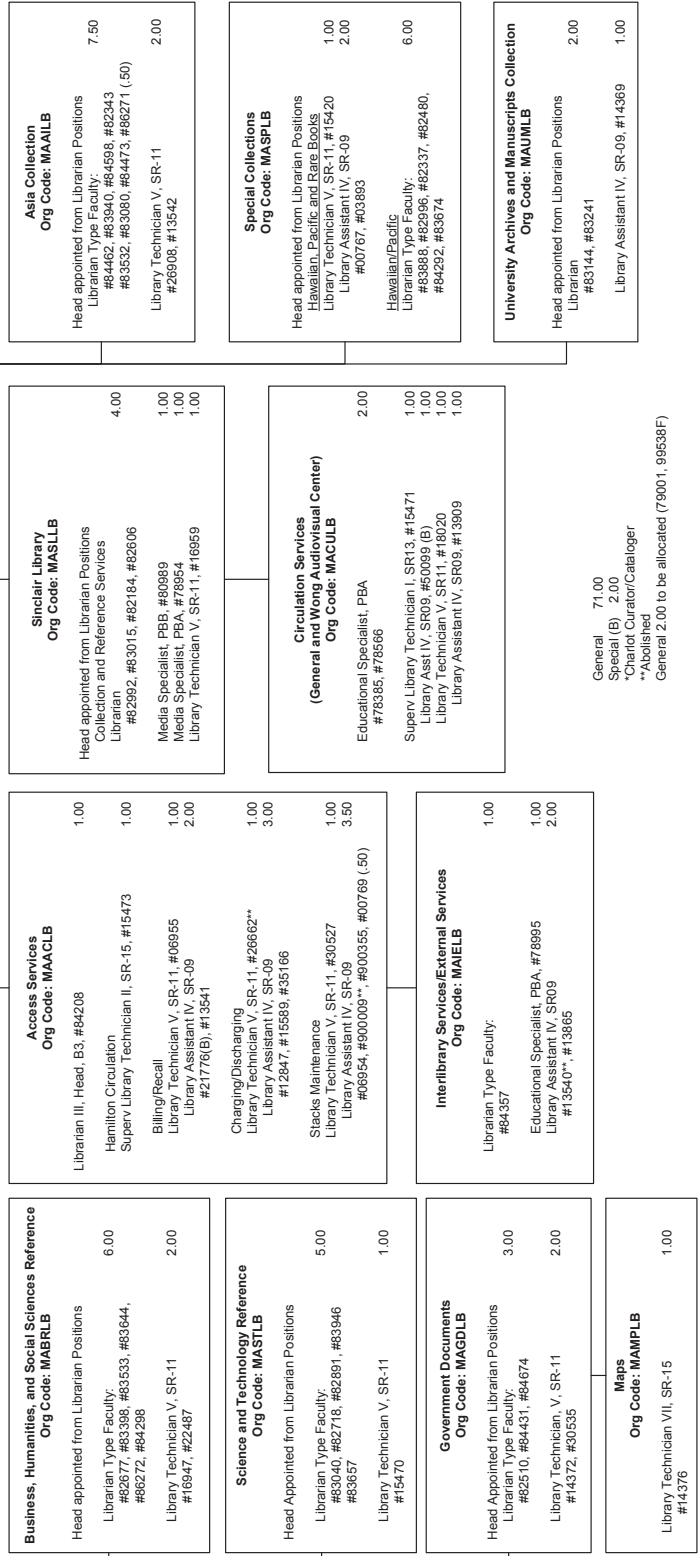 Business, Humanities, and Social Sciences Reference
Org Code: MABRLB
Head appointed from Librarian Positions
Librarian Type Faculty: 6.00
#82677, #83398, #83533, #83644,
#86272, #84298
Library Technician V, SR-11 2.00
#16947, #22487
Science and Technology Reference
Org Code: MASTLB
Head Appointed from Librarian Positions
Librarian Type Faculty: 5.00
#83040, #82718, #82891, #83946
#83657
Library Technician V, SR-11 1.00
#15470
Government Documents
Org Code: MAGDLB
Head Appointed from Librarian Positions
Librarian Type Faculty: 3.00
#82510, #84431, #84674
Library Technician, V, SR-11 2.00
#14372, #30535
Maps
Org Code: MAMPLB
Library Technician VII, SR-15 1.00
#14376
Access Services
Org Code: MAACLB
Librarian III, Head, B3, #84208 1.00
Hamilton Circulation
Superv Library Technician II, SR-15, #15473 1.00
Billing/Recall
Library Technician V, SR-11, #06955 1.00
Library Assistant IV, SR-09 2.00
#21776(B), #13541
Charging/Discharging
Library Technician V, SR-11, #26662** 1.00
Library Assistant IV, SR-09 3.00
#12847, #15589, #35166
Stacks Maintenance
Library Technician V, SR-11, #30527 1.00
Library Assistant IV, SR-09 3.50
#06954, #900009**, #900355, #00769 (.50)
Interlibrary Services/External Services
Org Code: MAIELB
Librarian Type Faculty: 1.00
#84357
Educational Specialist, PBA, #78995 1.00
Library Assistant IV, SR09 2.00
#13540**, #13865
Sinclair Library
Org Code: MASLLB
Head appointed from Librarian Positions
Collection and Reference Services
Librarian 4.00
#82992, #83015, #82184, #82606
Media Specialist, PBB, #80989 1.00
Media Specialist, PBA, #78954 1.00
Library Technician V, SR-11, #16959 1.00
Circulation Services
(General and Wong Audiovisual Center)
Org Code: MACULB
Educational Specialist, PBA 2.00
#78385, #78566
Superv Library Technician I, SR13, #15471 1.00
Library Asst IV, SR09, #50099 (B) 1.00
Library Technician V, SR11, #18020 1.00
Library Assistant IV, SR09, #13909 1.00
General 71.00
Special (B) 2.00
*Charlot Curator/Cataloger
**Abolished
General 2.00 to be allocated (79001, 99538F)
Asia Collection
Org Code: MAAILB
Head appointed from Librarian Positions
Librarian Type Faculty: 7.50
#84462, #83940, #84598, #82343
#83532, #83080, #84473, #86271 (.50)
Library Technician V, SR-11 2.00
#26908, #13542
Special Collections
Org Code: MASPLB
Head appointed from Librarian Positions
Hawaiian, Pacific and Rare Books
Library Technician V, SR-11, #15420 1.00
Library Assistant IV, SR-09 2.00
#00767, #03893
Hawaiian/Pacific
Librarian Type Faculty: 6.00
#83888, #82996, #82337, #82480,
#84292, #83674
University Archives and Manuscripts Collection
Org Code: MAUMLB
Head appointed from Librarian Positions
Librarian 2.00
#83144, #83241
Library Assistant IV, SR-09, #14369 1.00